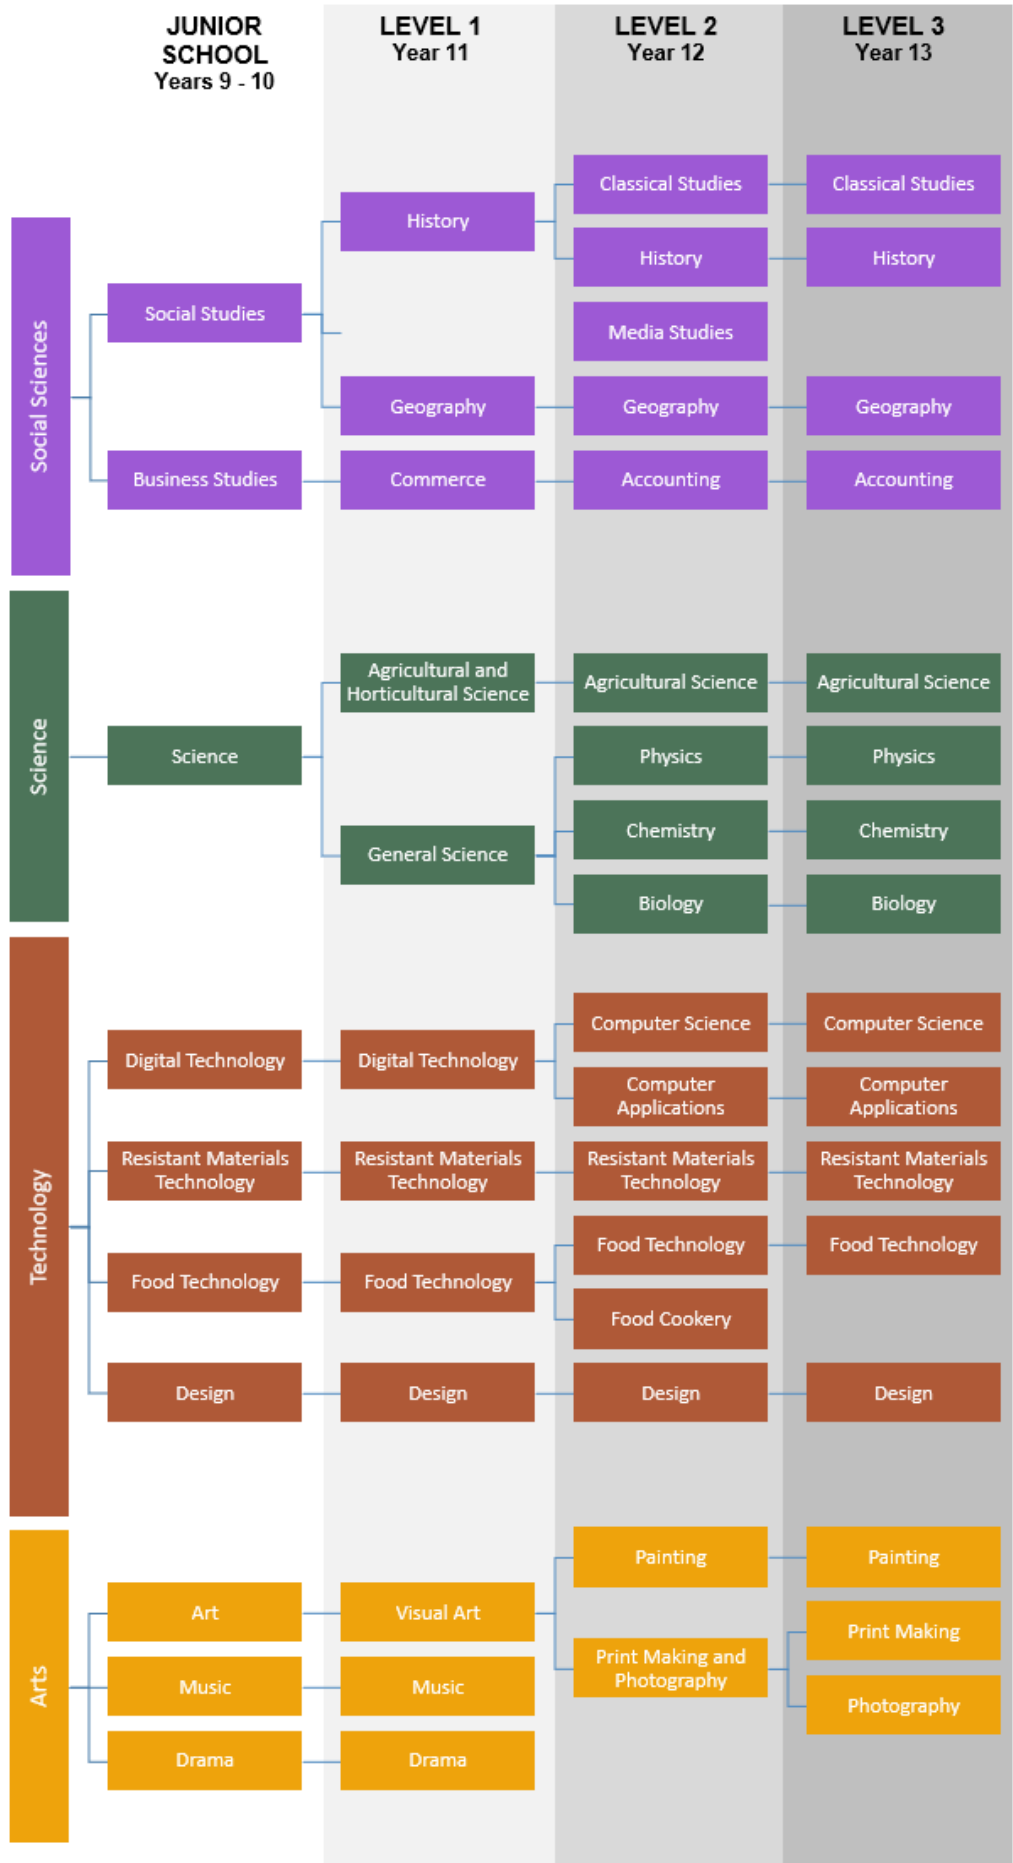 JUNIOR
SCHOOL
Years 9 - 10
LEVEL 1
Year 11
LEVEL 2
Year 12
LEVEL 3
Year 13
Social Sciences
Social Studies
Business Studies
History
Geography
Commerce
Classical Studies
History
Media Studies
Geography
Accounting
Classical Studies
History
Geography
Accounting
Science
Science
Agricultural and
Horticultural Science
General Science
Agricultural Science
Physics
Chemistry
Biology
Agricultural Science
Physics
Chemistry
Biology
Technology
Digital Technology
Resistant Materials
Technology
Food Technology
Design
Digital Technology
Resistant Materials
Technology
Food Technology
Design
Computer Science
Computer
Applications
Resistant Materials
Technology
Food Technology
Food Cookery
Design
Computer Science
Computer
Applications
Resistant Materials
Technology
Food Technology
Design
Arts
Art
Music
Drama
Visual Art
Music
Drama
Painting
Print Making and
Photography
Painting
Print Making
Photography